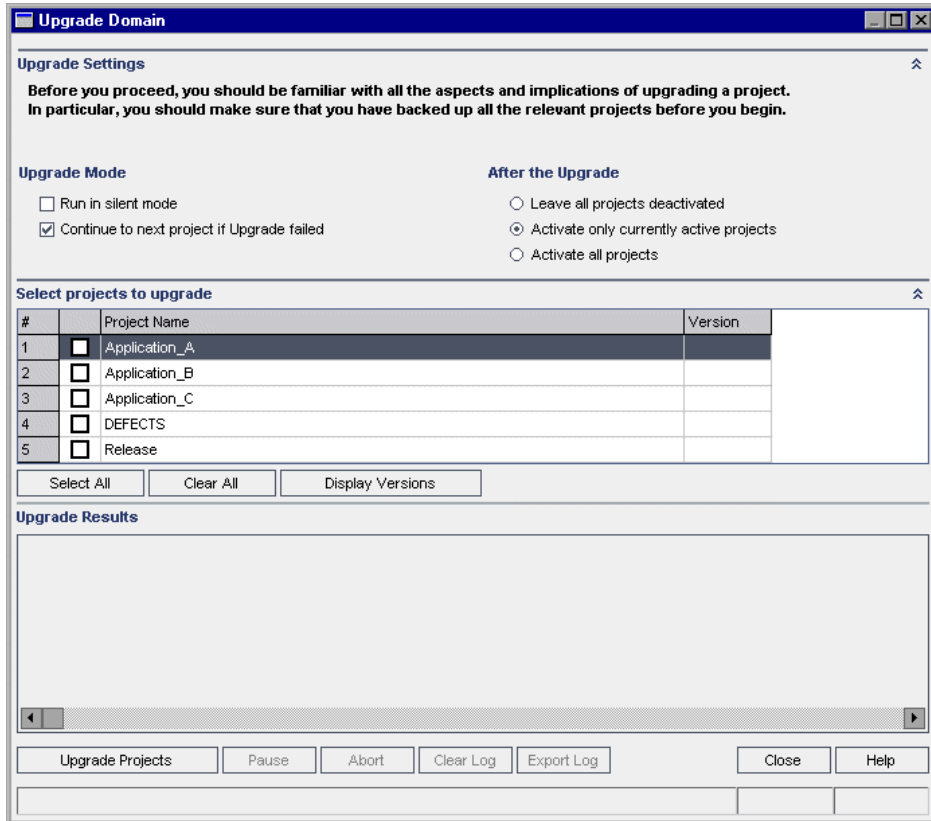 Upgrade Domain
Upgrade Settings
Before you proceed, you should be familiar with all the aspects and implications of upgrading a project.
In particular, you should make sure that you have backed up all the relevant projects before you begin.
Upgrade Mode
Run in silent mode
Continue to next project if Upgrade failed
After the Upgrade
Leave all projects deactivated
Activate only currently active projects
Activate all projects
Select projects to upgrade
# Project Name Version
1 Application_A
2 Application_B
3 Application_C
4 DEFECTS
5 Release
Select All Clear All Display Versions
Upgrade Results
Upgrade Projects Pause Abort Clear Log Export Log Close Help